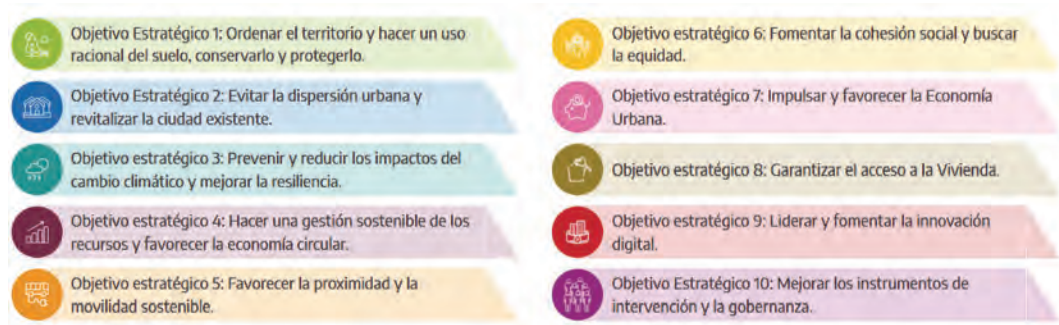 Objetivo Estratégico 1: Ordenar el territorio y hacer un uso
racional del suelo, conservarlo y protegerlo.
Objetivo Estratégico 2: Evitar la dispersión urbana y
revitalizar la ciudad existente.
Objetivo estratégico 3: Prevenir y reducir los impactos del
cambio climático y mejorar la resiliencia.
Objetivo estratégico 4: Hacer una gestión sostenible de los
recursos y favorecer la economía circular.
Objetivo estratégico 5: Favorecer la proximidad y la
movilidad sostenible.
Objetivo estratégico 6: Fomentar la cohesión social y buscar
la equidad.
Objetivo estratégico 7: Impulsar y favorecer la Economía
Urbana.
Objetivo estratégico 8: Garantizar el acceso a la Vivienda.
Objetivo estratégico 9: Liderar y fomentar la innovación
digital.
Objetivo Estratégico 10: Mejorar los instrumentos de
intervención y la gobernanza.